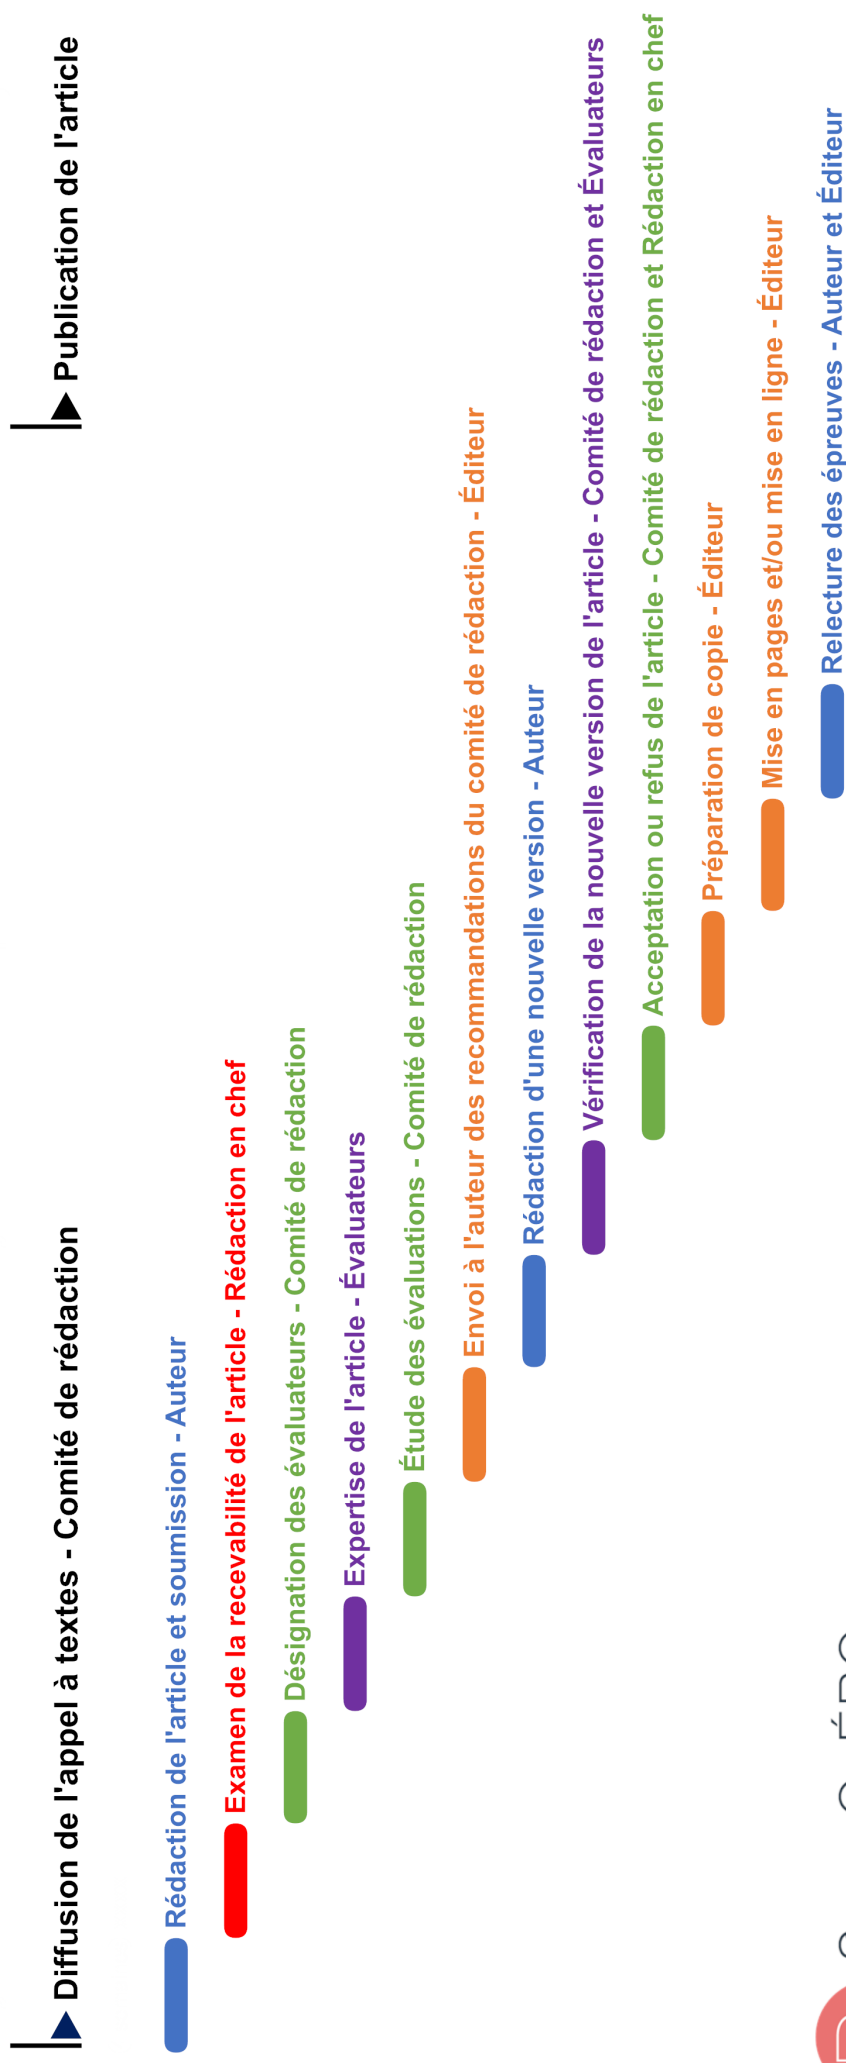 Diffusion de l'appel à textes - Comité de rédaction
Publication de l'article
Rédaction de l'article et soumission - Auteur
Examen de la recevabilité de l'article - Rédaction en chef
Désignation des évaluateurs - Comité de rédaction
Expertise de l'article - Évaluateurs
Étude des évaluations - Comité de rédaction
Envoi à l'auteur des recommandations du comité de rédaction - Éditeur
Rédaction d'une nouvelle version - Auteur
Vérification de la nouvelle version de l'article - Comité de rédaction et Évaluateurs
Acceptation ou refus de l'article - Comité de rédaction et Rédaction en chef
Préparation de copie - Éditeur
Mise en pages et/ou mise en ligne - Éditeur
Relecture des épreuves - Auteur et Éditeur